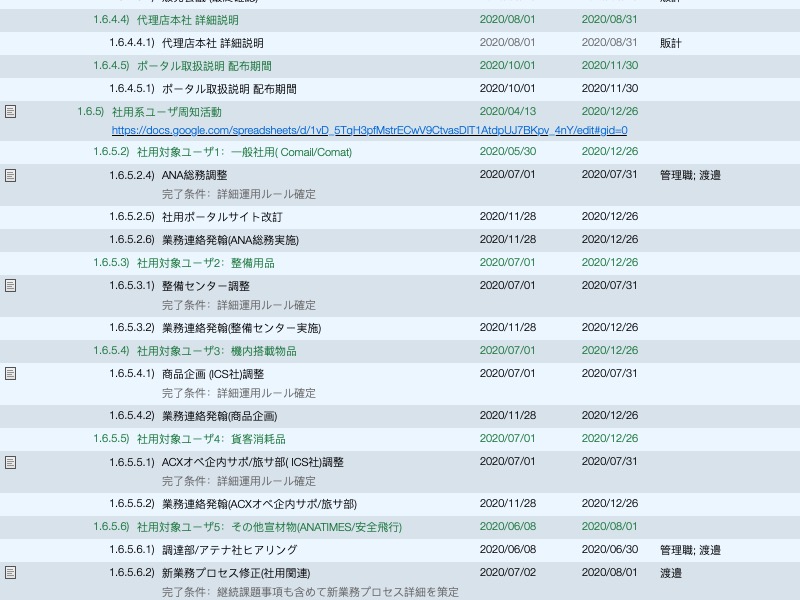 1.6.4.4) 代理店本社 詳細説明 2020/08/01 2020/08/31
1.6.4.4.1) 代理店本社 詳細説明 2020/08/01 2020/08/31 販計
1.6.4.5) ポータル取扱説明 配布期間 2020/10/01 2020/11/30
1.6.4.5.1) ポータル取扱説明 配布期間 2020/10/01 2020/11/30
1.6.5) 社用系ユーザ周知活動 2020/04/13 2020/12/26
https://docs.google.com/spreadsheets/d/1vD_5TgH3pfMstrECwV9CtvasDlT1AtdpUJ7BKpv_4nY/edit#gid=0
1.6.5.2) 社用対象ユーザ1：一般社用( Comail/Comat) 2020/05/30 2020/12/26
1.6.5.2.4) ANA総務調整 2020/07/01 2020/07/31 管理職; 渡邉
完了条件：詳細運用ルール確定
1.6.5.2.5) 社用ポータルサイト改訂 2020/11/28 2020/12/26
1.6.5.2.6) 業務連絡発翰(ANA総務実施) 2020/11/28 2020/12/26
1.6.5.3) 社用対象ユーザ2：整備用品 2020/07/01 2020/12/26
1.6.5.3.1) 整備センター調整 2020/07/01 2020/07/31
完了条件：詳細運用ルール確定
1.6.5.3.2) 業務連絡発翰(整備センター実施) 2020/11/28 2020/12/26
1.6.5.4) 社用対象ユーザ3：機内搭載物品 2020/07/01 2020/12/26
1.6.5.4.1) 商品企画 (ICS社)調整 2020/07/01 2020/07/31
完了条件：詳細運用ルール確定
1.6.5.4.2) 業務連絡発翰(商品企画) 2020/11/28 2020/12/26
1.6.5.5) 社用対象ユーザ4：貨客消耗品 2020/07/01 2020/12/26
1.6.5.5.1) ACXオペ企内サポ/旅サ部( ICS社)調整 2020/07/01 2020/07/31
完了条件：詳細運用ルール確定
1.6.5.5.2) 業務連絡発翰(ACXオペ企内サポ/旅サ部) 2020/11/28 2020/12/26
1.6.5.6) 社用対象ユーザ5：その他宣材物(ANATIMES/安全飛行) 2020/06/08 2020/08/01
1.6.5.6.1) 調達部/アテナ社ヒアリング 2020/06/08 2020/06/30 管理職; 渡邉
1.6.5.6.2) 新業務プロセス修正(社用関連) 2020/07/02 2020/08/01 渡邉
完了条件：継続課題事項も含めて新業務プロセス詳細を策定